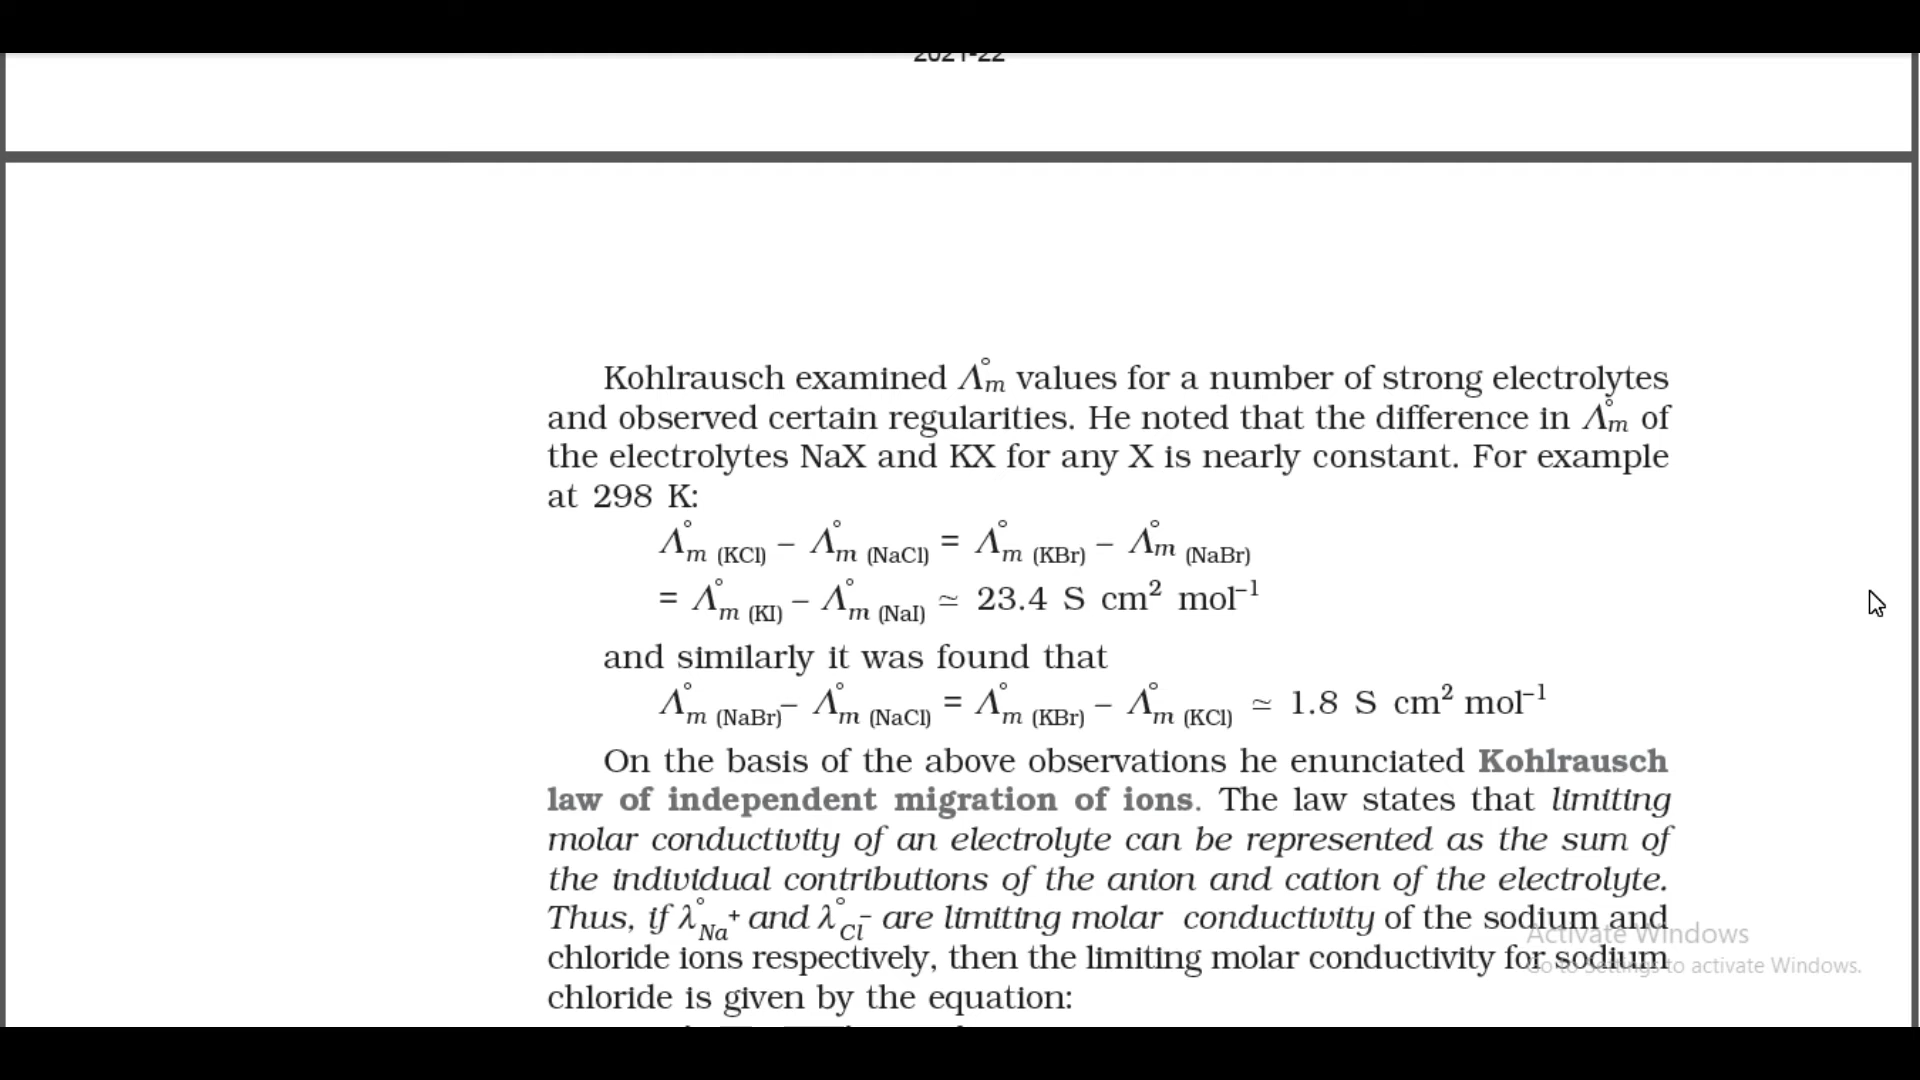 2021-22
Kohlrausch examined Λ°m values for a number of strong electrolytes
and observed certain regularities. He noted that the difference in Λ°m of
the electrolytes NaX and KX for any X is nearly constant. For example
at 298 K:
Λ°m (KCl) – Λ°m (NaCl) = Λ°m (KBr) – Λ°m (NaBr)
= Λ°m (KI) – Λ°m (NaI) ≃ 23.4 S cm² mol⁻¹
and similarly it was found that
Λ°m (NaBr) – Λ°m (NaCl) = Λ°m (KBr) – Λ°m (KCl) ≃ 1.8 S cm² mol⁻¹
On the basis of the above observations he enunciated Kohlrausch
law of independent migration of ions. The law states that limiting
molar conductivity of an electrolyte can be represented as the sum of
the individual contributions of the anion and cation of the electrolyte.
Thus, if λ°Na⁺ and λ°Cl⁻ are limiting molar conductivity of the sodium and
chloride ions respectively, then the limiting molar conductivity for sodium
chloride is given by the equation:
Activate Windows
Go to Settings to activate Windows.